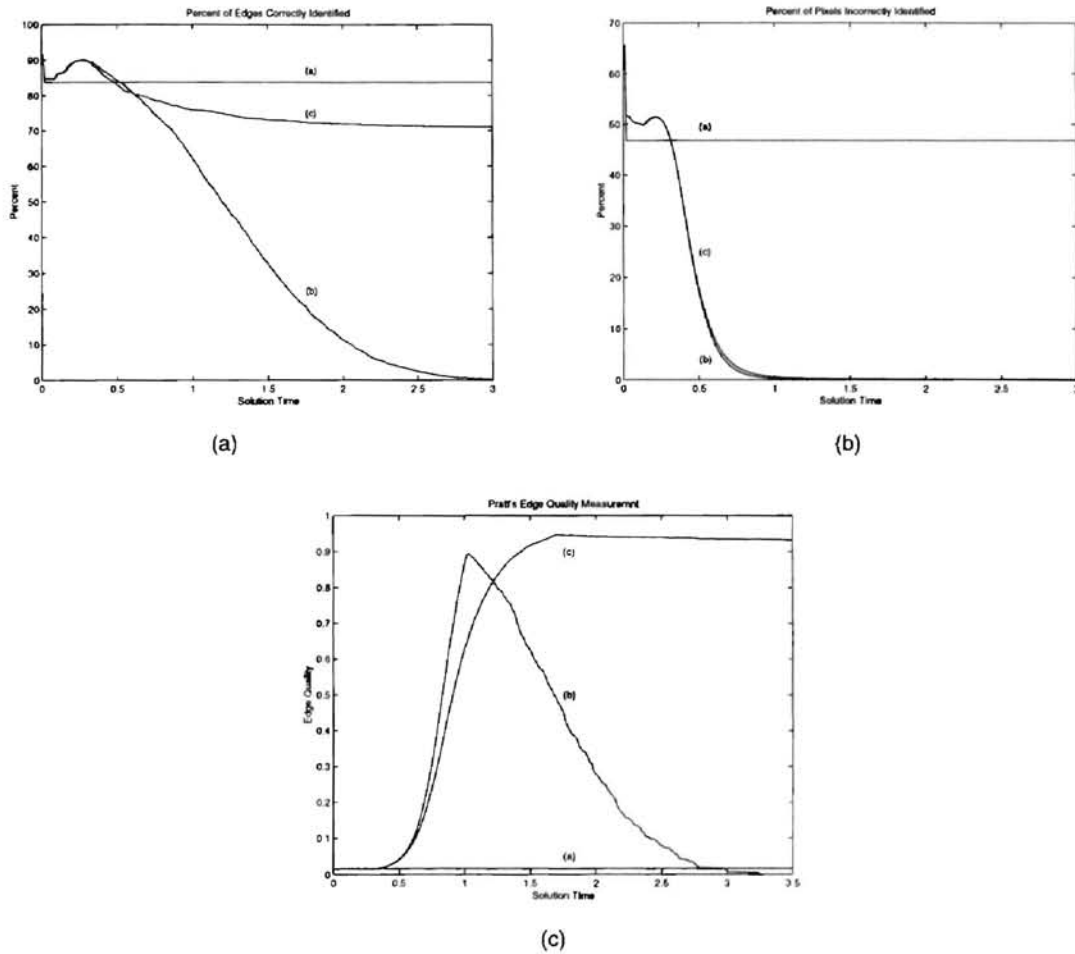 Percent of Edges Correctly Identified
100
90
80
70
60
50
40
30
20
10
0
Percent
(a)
(c)
(b)
0 0.5 1 1.5 2 2.5 3
Solution Time
(a)
Percent of Pixels Incorrectly Identified
70
60
50
40
30
20
10
0
Percent
(a)
(c)
(b)
0 0.5 1 1.5 2 2.5 3
Solution Time
(b)
Pratt's Edge Quality Measuremnt
1
0.9
0.8
0.7
0.6
0.5
0.4
0.3
0.2
0.1
0
Edge Quality
(c)
(b)
(a)
0 0.5 1 1.5 2 2.5 3 3.5
Solution Time
(c)